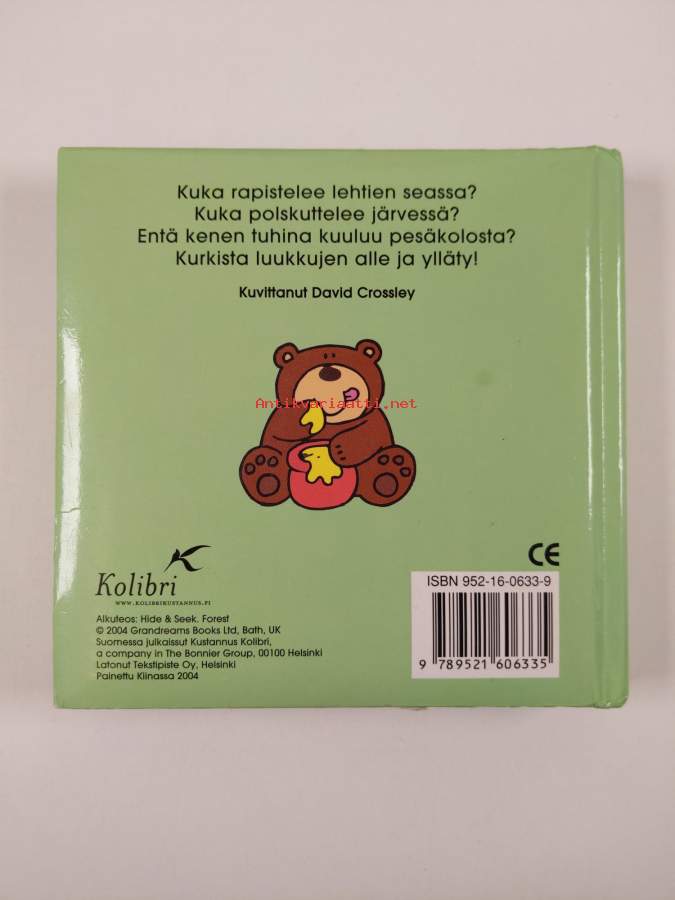 Kuka rapistelee lehtien seassa?
Kuka polskuttelee järvessä?
Entä kenen tuhina kuuluu pesäkolosta?
Kurkista luukkujen alle ja ylläty!
Kuvittanut David Crossley
Antikvariaatti.net
Kolibri
WWW.KOLIBRIKUSTANNUS.FI
Alkuteos: Hide & Seek. Forest
© 2004 Grandreams Books Ltd, Bath, UK
Suomessa julkaissut Kustannus Kolibri,
a company in The Bonnier Group, 00100 Helsinki
Latonut Tekstipiste Oy, Helsinki
Painettu Kiinassa 2004
CE
ISBN 952-16-0633-9
9 789521 606335